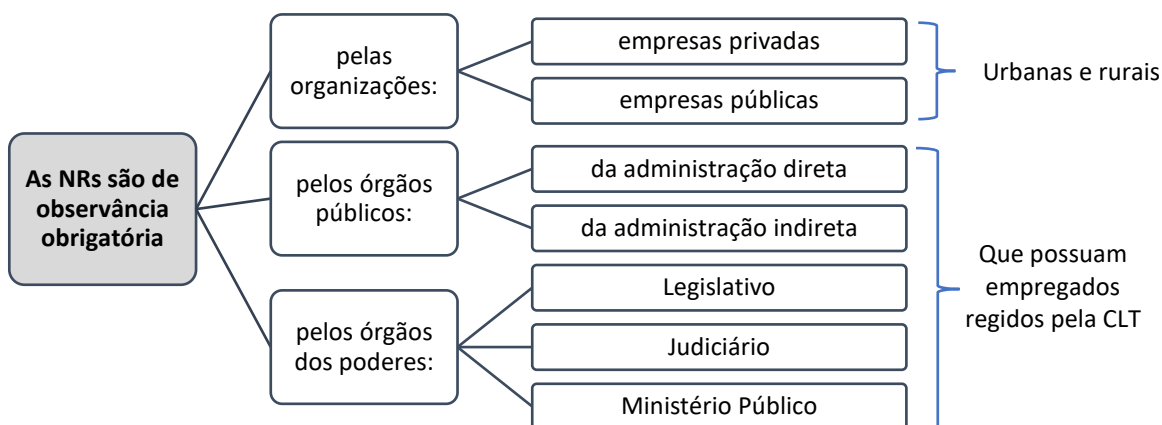 As NRs são de
observância
obrigatória
pelas
organizações:
empresas privadas
empresas públicas
Urbanas e rurais
pelos órgãos
públicos:
da administração direta
da administração indireta
pelos órgãos
dos poderes:
Legislativo
Judiciário
Ministério Público
Que possuam
empregados
regidos pela CLT